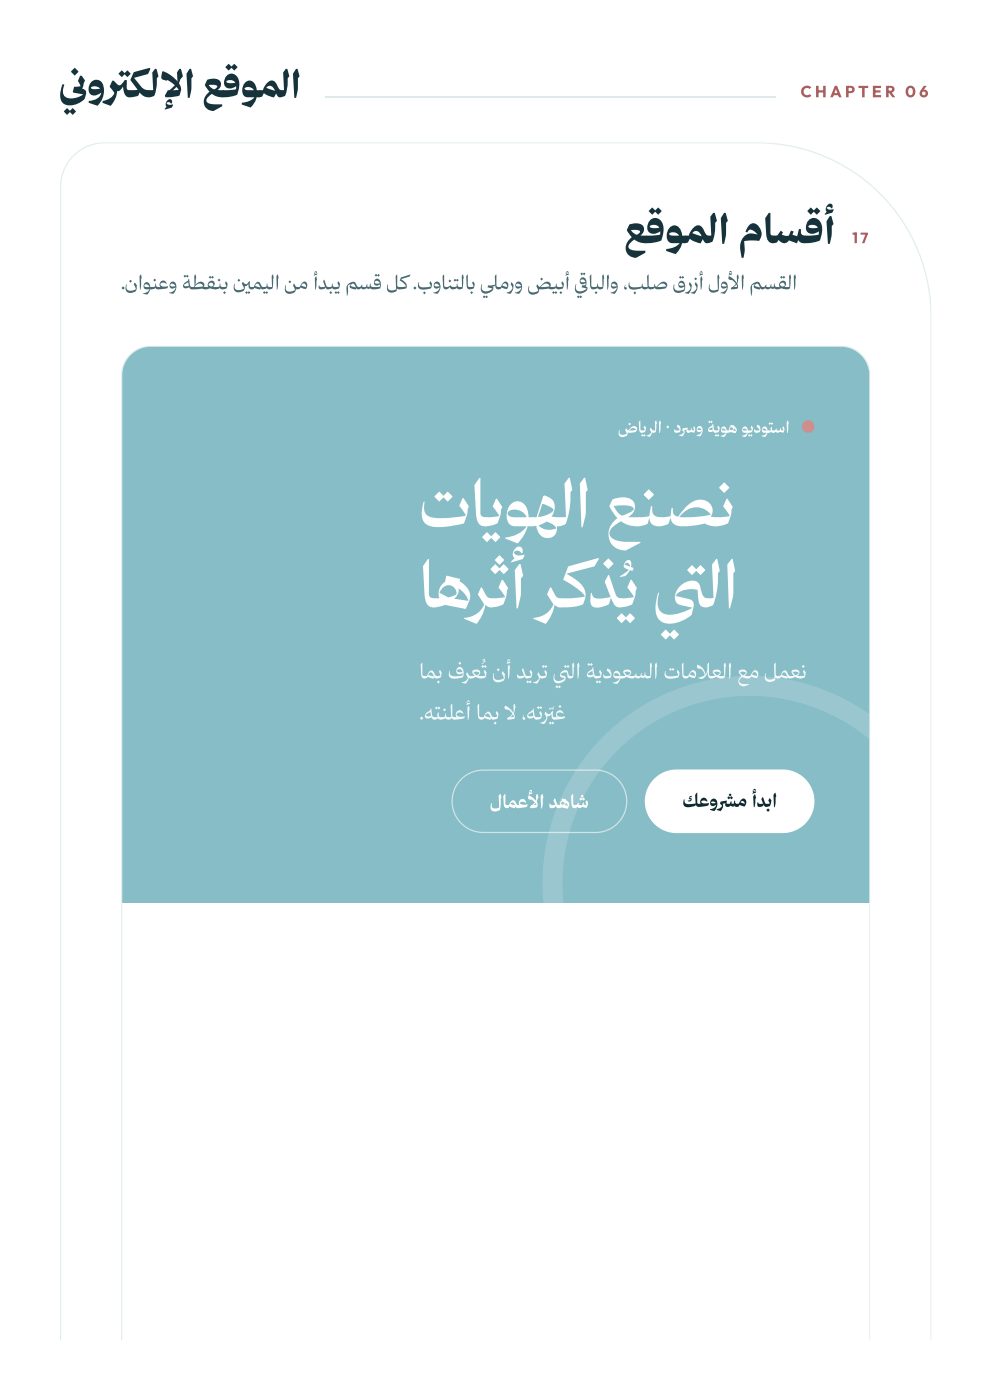 CHAPTER 06
الموقع الإلكتروني
17
أقسام الموقع
القسم الأول أزرق صلب، والباقي أبيض ورملي بالتناوب. كل قسم يبدأ من اليمين بنقطة وعنوان.
استوديو هوية وسرد · الرياض
نصنع الهويات
التي يُذكر أثرها
نعمل مع العلامات السعودية التي تريد أن تُعرف بما
غيّرته، لا بما أعلنته.
ابدأ مشروعك
شاهد الأعمال